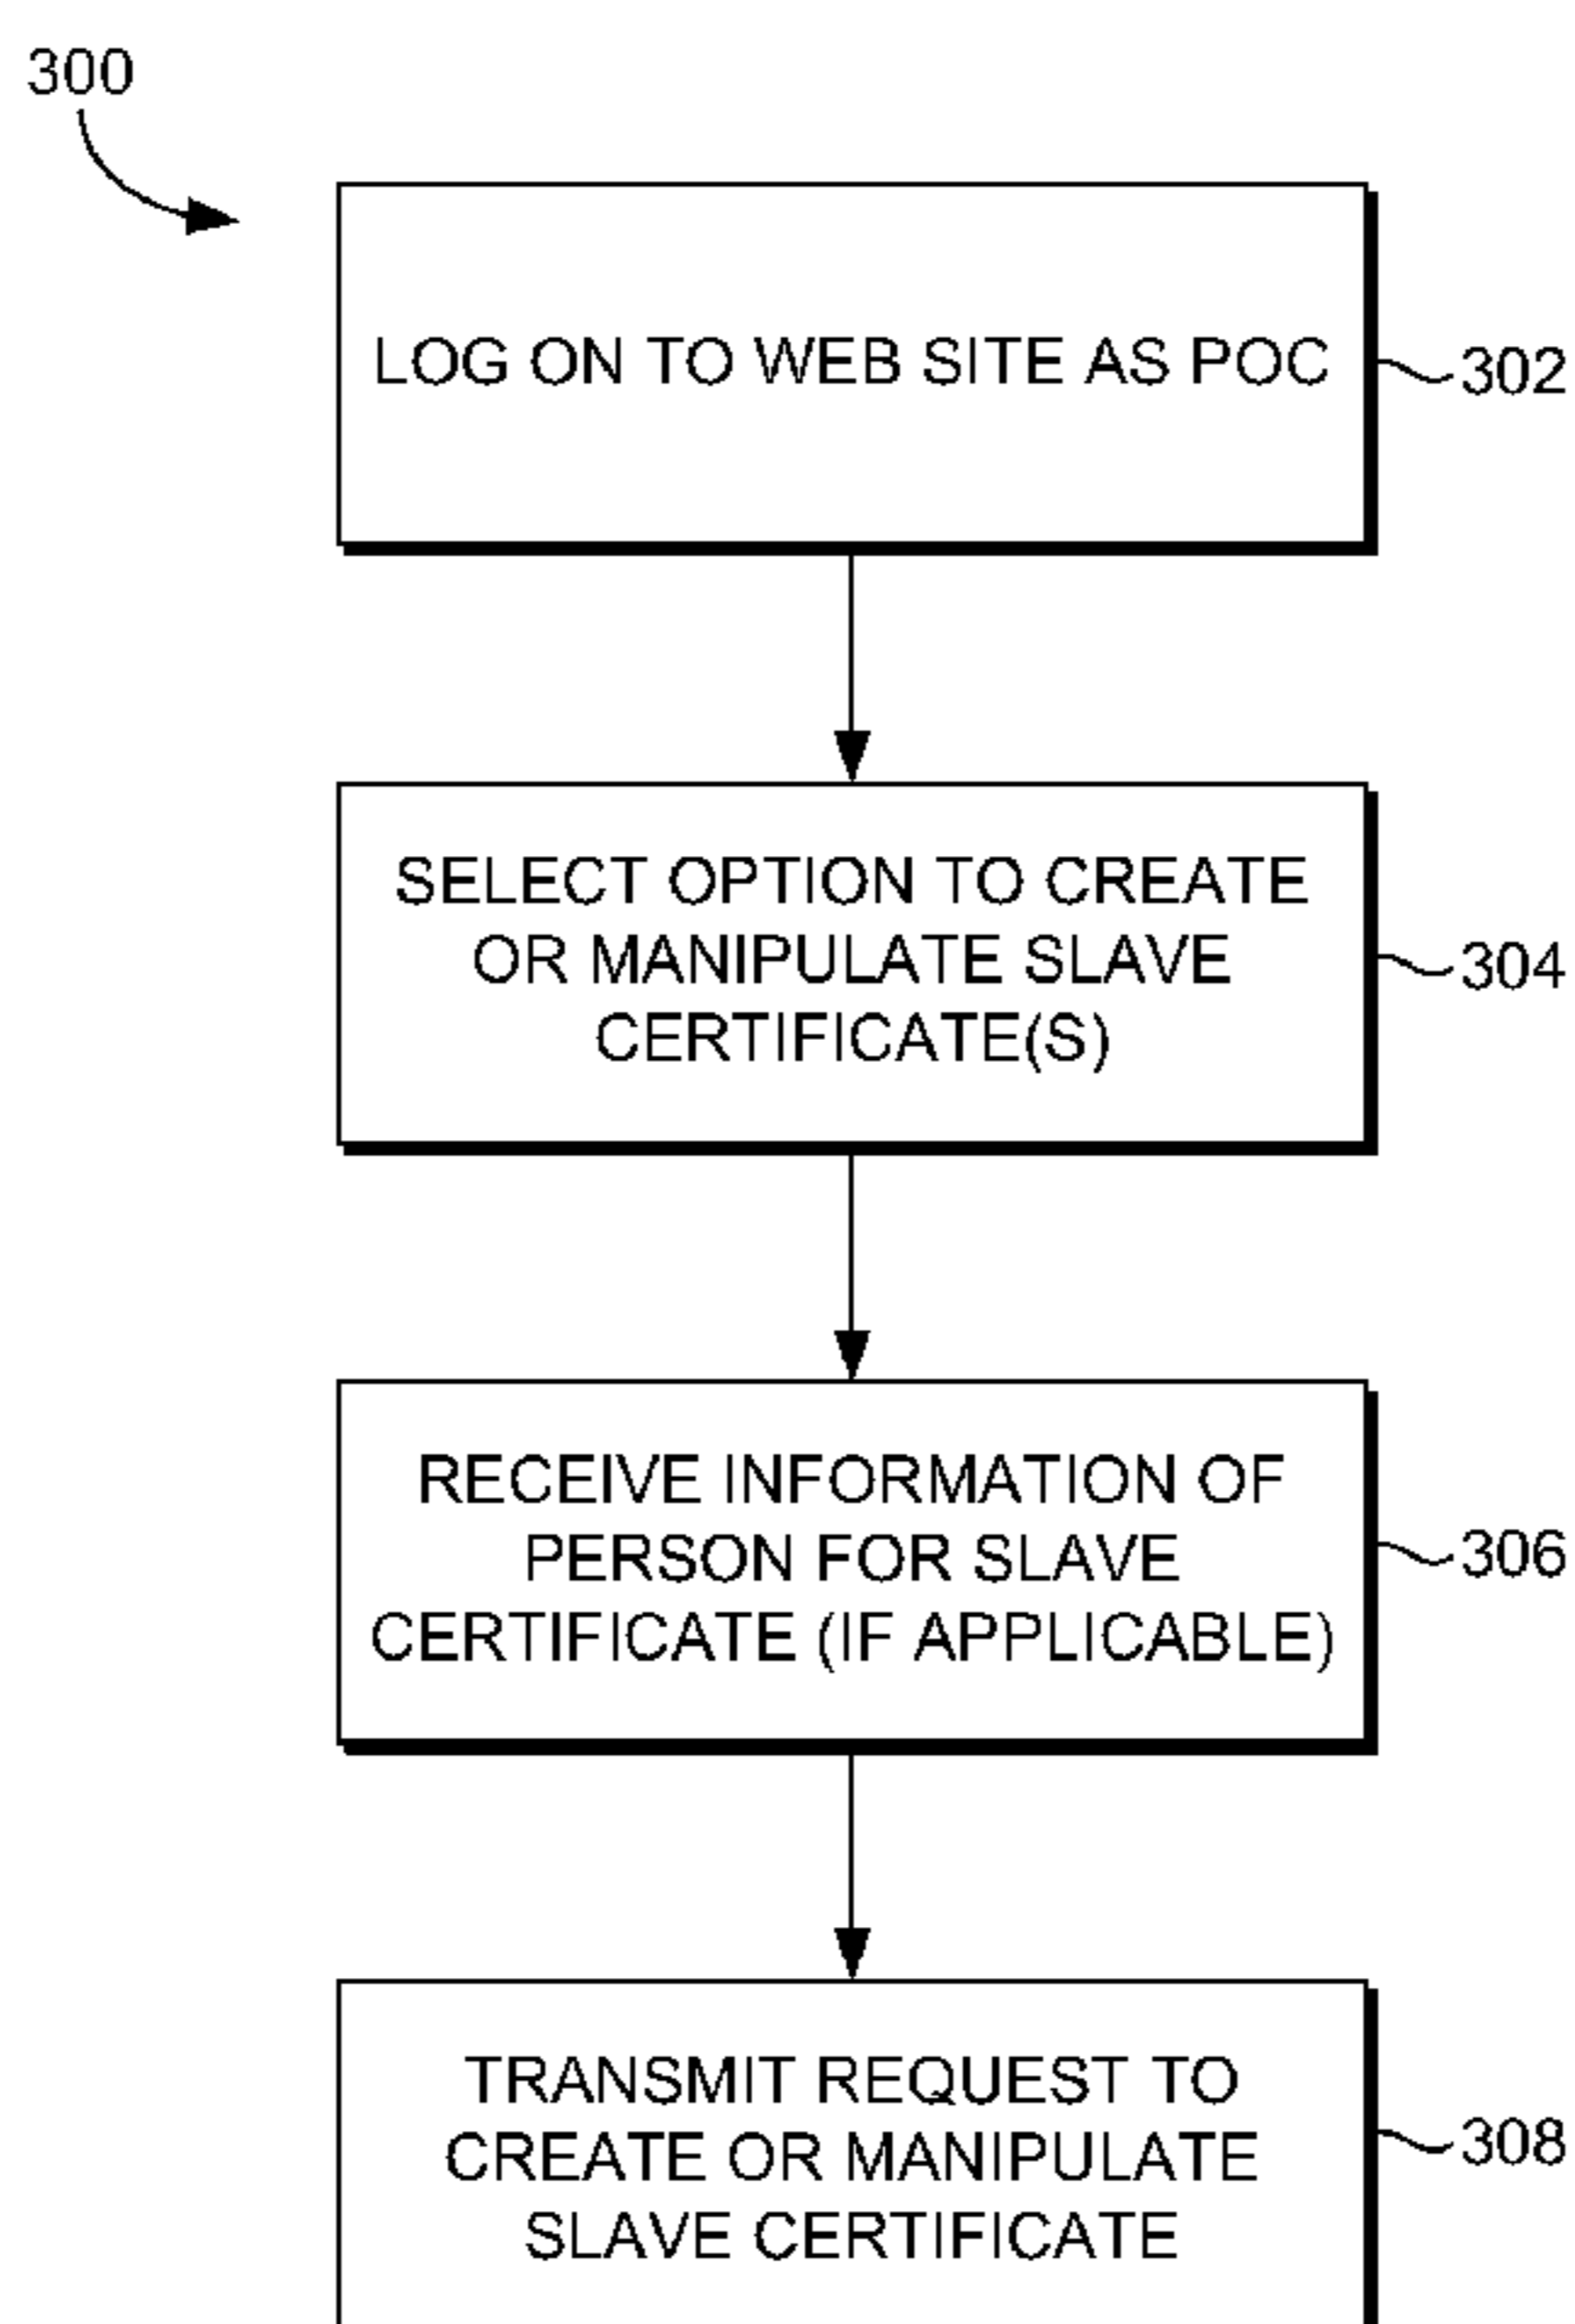 300
LOG ON TO WEB SITE AS POC
302
SELECT OPTION TO CREATE
OR MANIPULATE SLAVE
CERTIFICATE(S)
304
RECEIVE INFORMATION OF
PERSON FOR SLAVE
CERTIFICATE (IF APPLICABLE)
306
TRANSMIT REQUEST TO
CREATE OR MANIPULATE
SLAVE CERTIFICATE
308